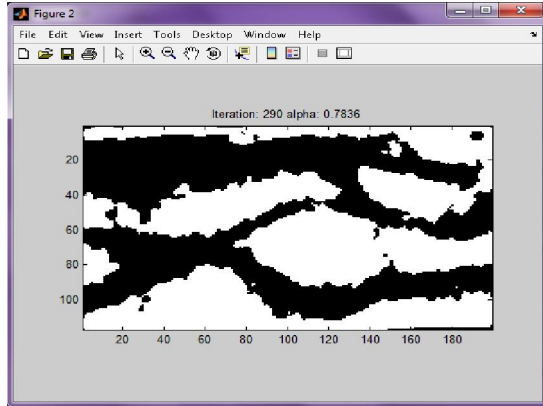 Figure 2
File Edit View Insert Tools Desktop Window Help
Iteration: 290 alpha: 0.7836
20
40
60
80
100
20 40 60 80 100 120 140 160 180